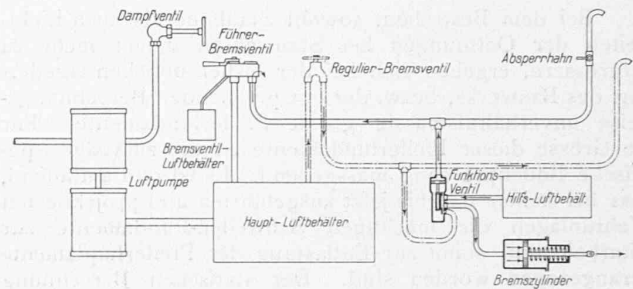 Dampfventil
Führer-
Bremsventil
Regulier-Bremsventil
Absperrhahn
Bremsventil-
Luftbehälter
Luftpumpe
Haupt-Luftbehälter
Funktions-
Ventil
Hilfs-Luftbehält.
Bremszylinder